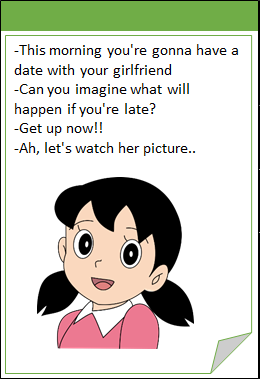 -This morning you're gonna have a
date with your girlfriend
-Can you imagine what will
happen if you're late?
-Get up now!!
-Ah, let's watch her picture..